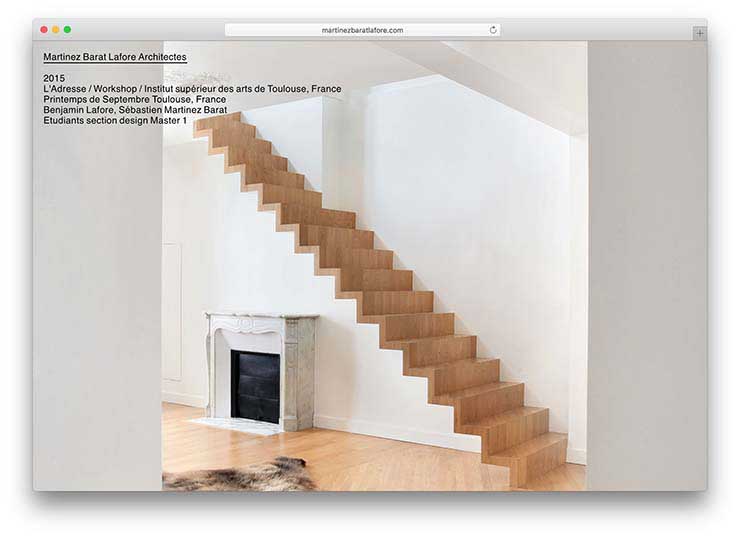 martinezbaratlafore.com
Martinez Barat Lafore Architectes
2015
L'Adresse / Workshop / Institut supérieur des arts de Toulouse, France
Printemps de Septembre Toulouse, France
Benjamin Lafore, Sébastien Martinez Barat
Etudiants section design Master 1